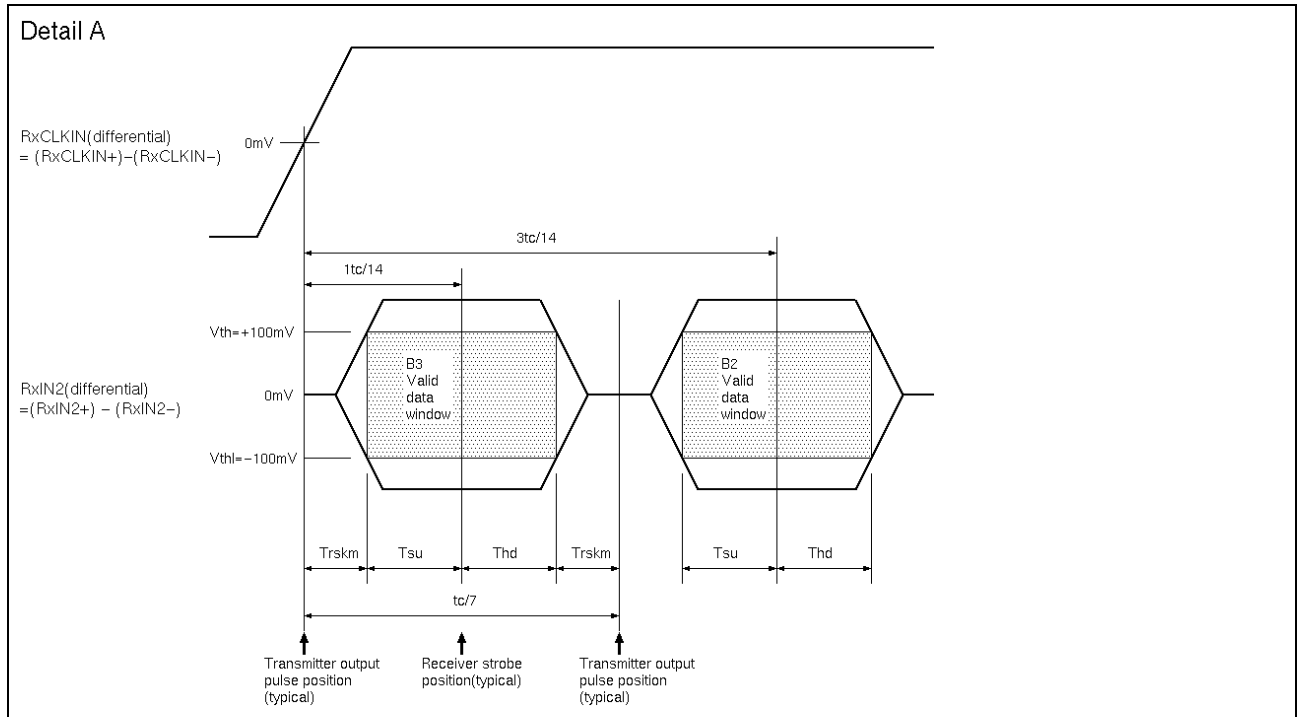 Detail A
RxCLKIN(differential)
= (RxCLKIN+)−(RxCLKIN−)
0mV
3tc/14
1tc/14
Vth=+100mV
B3
Valid
data
window
B2
Valid
data
window
RxIN2(differential)
=(RxIN2+) − (RxIN2−)
0mV
Vthl=−100mV
Trskm
Tsu
Thd
Trskm
Tsu
Thd
tc/7
Transmitter output
pulse position
(typical)
Receiver strobe
position(typical)
Transmitter output
pulse position
(typical)